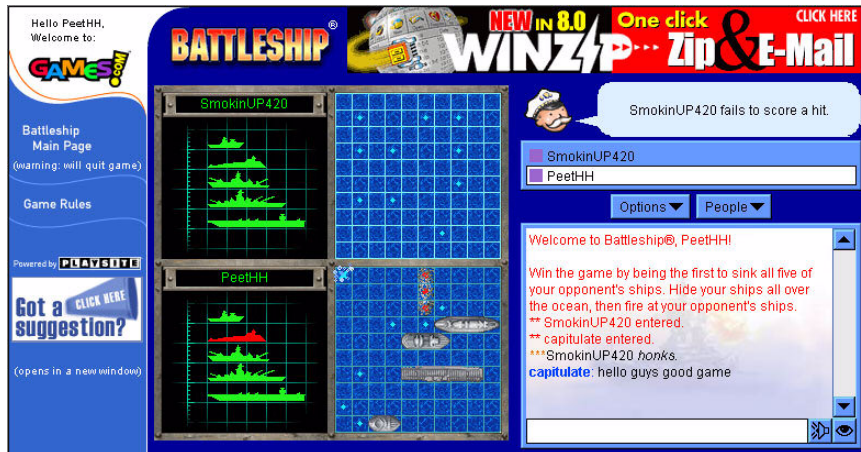 Hello PeetHH,
Welcome to:
GAMES.COM
BATTLESHIP®
NEW IN 8.0
WINZIP
One click
CLICK HERE
Zip & E-Mail
Battleship
Main Page
(warning: will quit game)
Game Rules
Powered by PLAYSITE
Got a
CLICK HERE
suggestion?
(opens in a new window)
SmokinUP420
PeetHH
SmokinUP420 fails to score a hit.
SmokinUP420
PeetHH
Options
People
Welcome to Battleship®, PeetHH!
Win the game by being the first to sink all five of
your opponent's ships. Hide your ships all over
the ocean, then fire at your opponent's ships.
** SmokinUP420 entered.
** capitulate entered.
***SmokinUP420 honks.
capitulate: hello guys good game